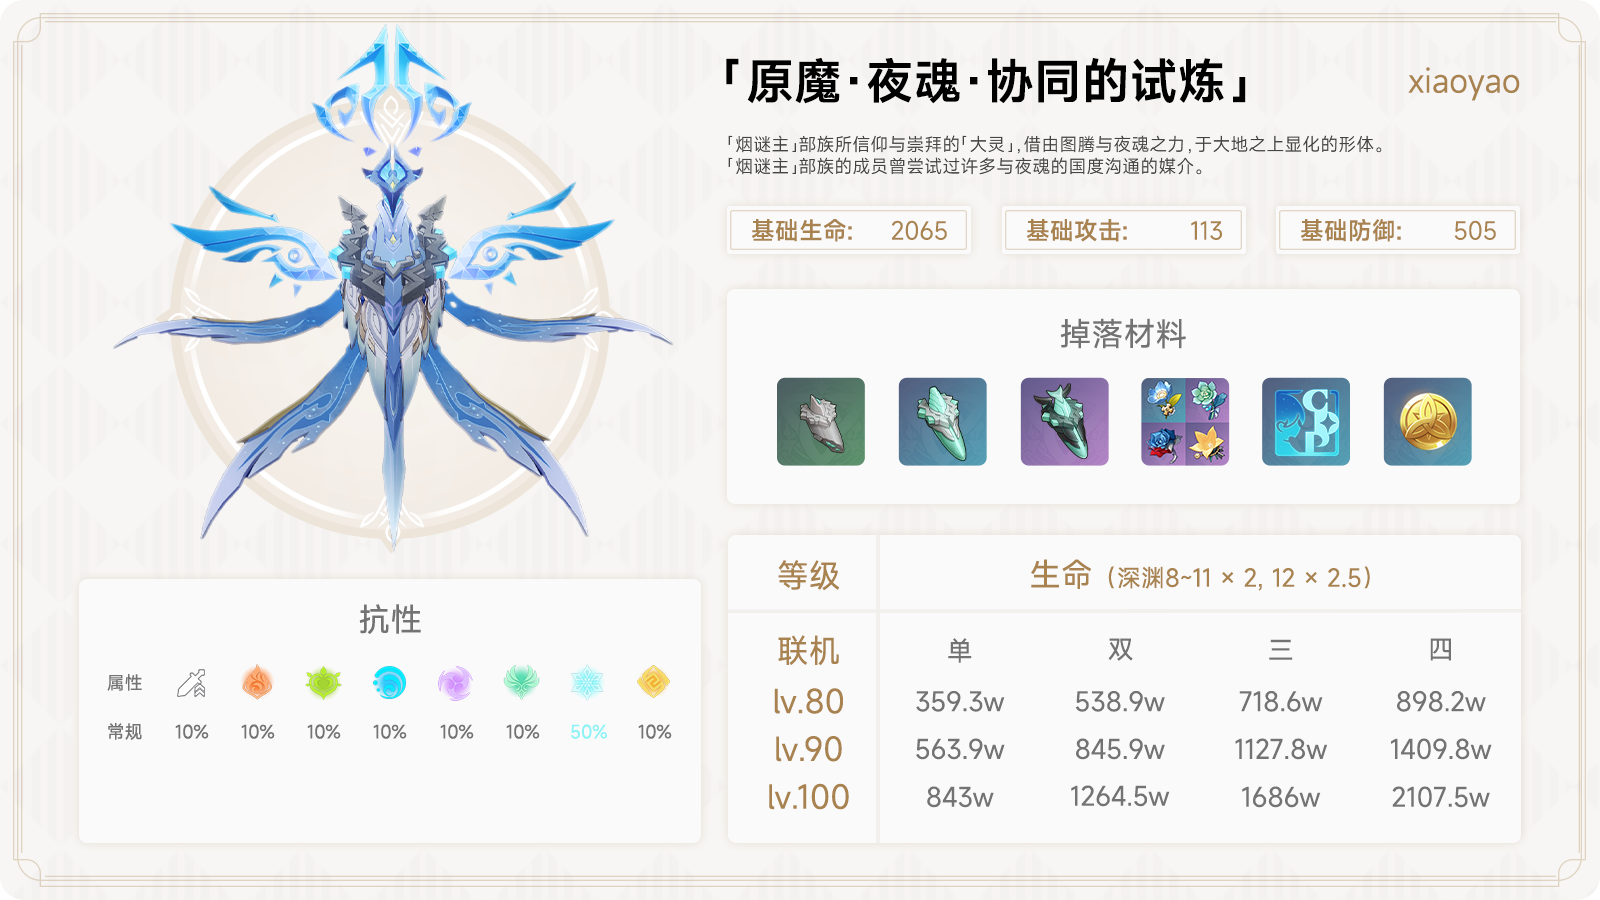 「原魔·夜魂·协同的试炼」
xiaoyao
「烟谜主」部族所信仰与崇拜的「大灵」,借由图腾与夜魂之力,于大地之上显化的形体。
「烟谜主」部族的成员曾尝试过许多与夜魂的国度沟通的媒介。
基础生命: 2065
基础攻击: 113
基础防御: 505
掉落材料
抗性
属性
常规 10% 10% 10% 10% 10% 10% 50% 10%
等级 生命 (深渊8~11 × 2, 12 × 2.5)
联机 单 双 三 四
lv.80 359.3w 538.9w 718.6w 898.2w
lv.90 563.9w 845.9w 1127.8w 1409.8w
lv.100 843w 1264.5w 1686w 2107.5w